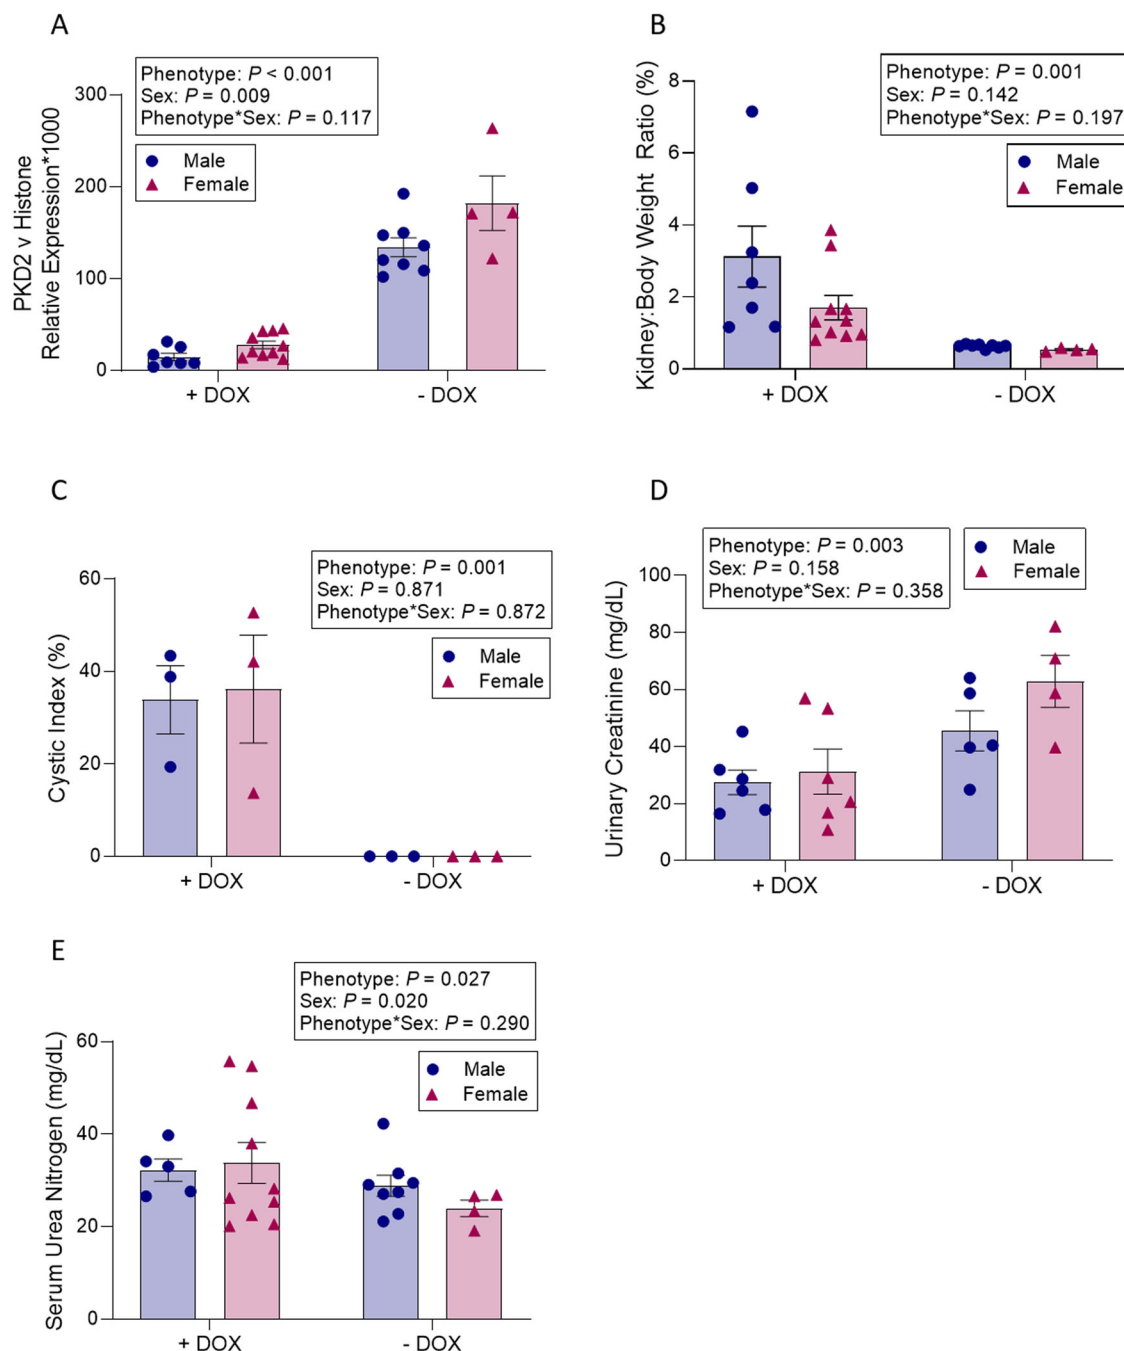 A
Phenotype: P < 0.001
Sex: P = 0.009
Phenotype*Sex: P = 0.117
Male
Female
PKD2 v Histone
Relative Expression*1000
300
200
100
0
+ DOX
- DOX
B
Phenotype: P = 0.001
Sex: P = 0.142
Phenotype*Sex: P = 0.197
Male
Female
Kidney:Body Weight Ratio (%)
8
6
4
2
0
+ DOX
- DOX
C
Phenotype: P = 0.001
Sex: P = 0.871
Phenotype*Sex: P = 0.872
Male
Female
Cystic Index (%)
60
40
20
0
+ DOX
- DOX
D
Phenotype: P = 0.003
Sex: P = 0.158
Phenotype*Sex: P = 0.358
Male
Female
Urinary Creatinine (mg/dL)
100
80
60
40
20
0
+ DOX
- DOX
E
Phenotype: P = 0.027
Sex: P = 0.020
Phenotype*Sex: P = 0.290
Male
Female
Serum Urea Nitrogen (mg/dL)
60
40
20
0
+ DOX
- DOX